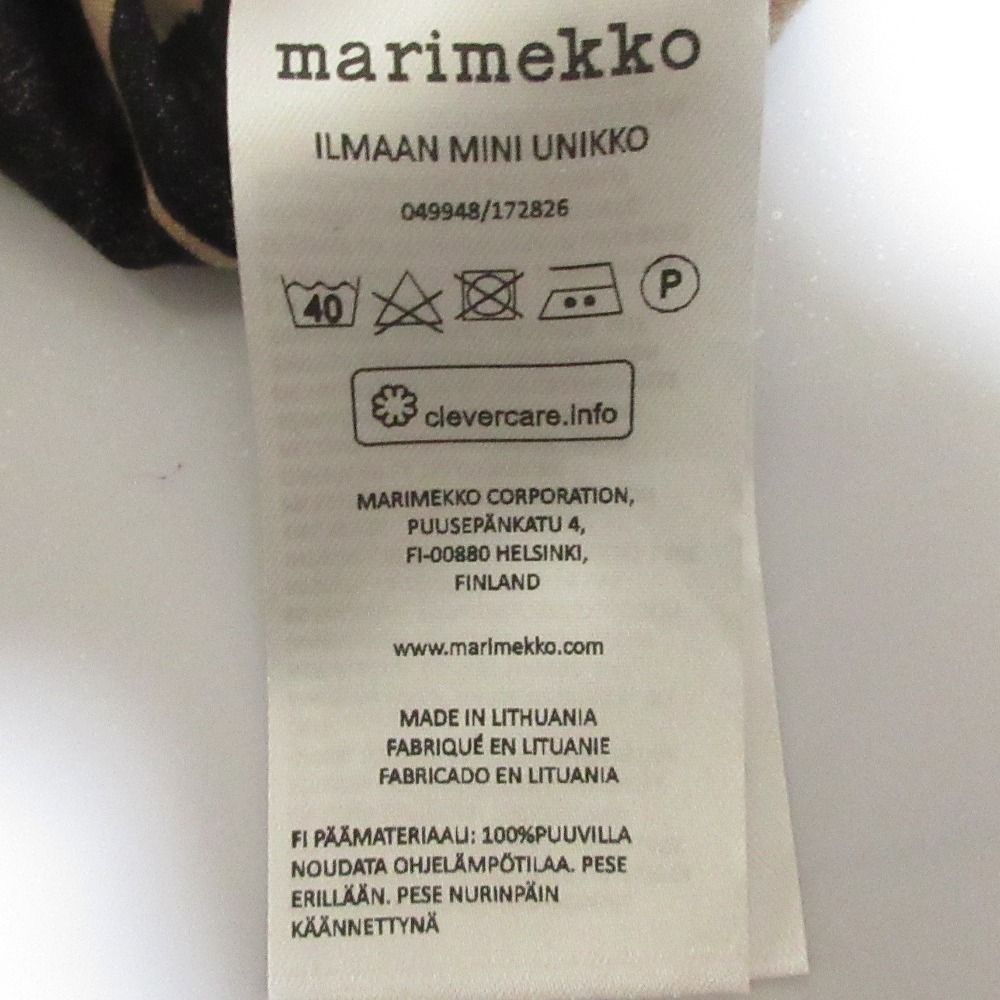 marimekko
ILMAAN MINI UNIKKO
049948/172826
40
P
clevercare.info
MARIMEKKO CORPORATION,
PUUSEPÄNKATU 4,
FI-00880 HELSINKI,
FINLAND
www.marimekko.com
MADE IN LITHUANIA
FABRIQUÉ EN LITUANIE
FABRICADO EN LITUANIA
FI PÄÄMATERIAALI: 100%PUUVILLA
NOUDATA OHJELÄMPÖTILAA. PESE
ERILLÄÄN. PESE NURINPÄIN
KÄÄNNETTYNÄ